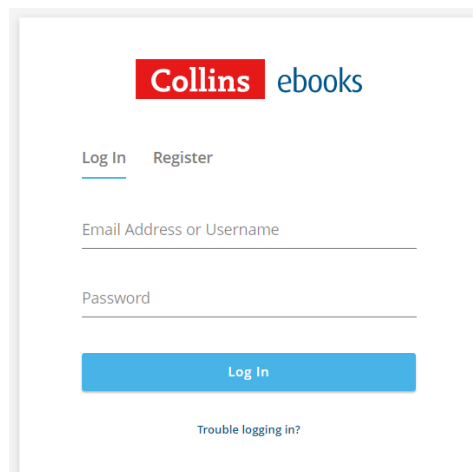 Collins ebooks
Log In Register
Email Address or Username
Password
Log In
Trouble logging in?